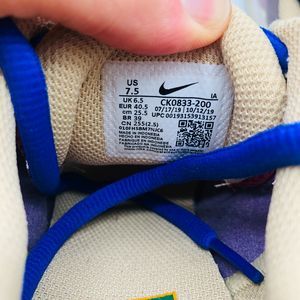 US
7.5
UK 6.5
EUR 40.5
cm 25.5
BR 39
CN 255(2.5)
CK0833-200
07/17/19 10/12/19
UPC 00193153913157
IA
MADE IN INDONESIA